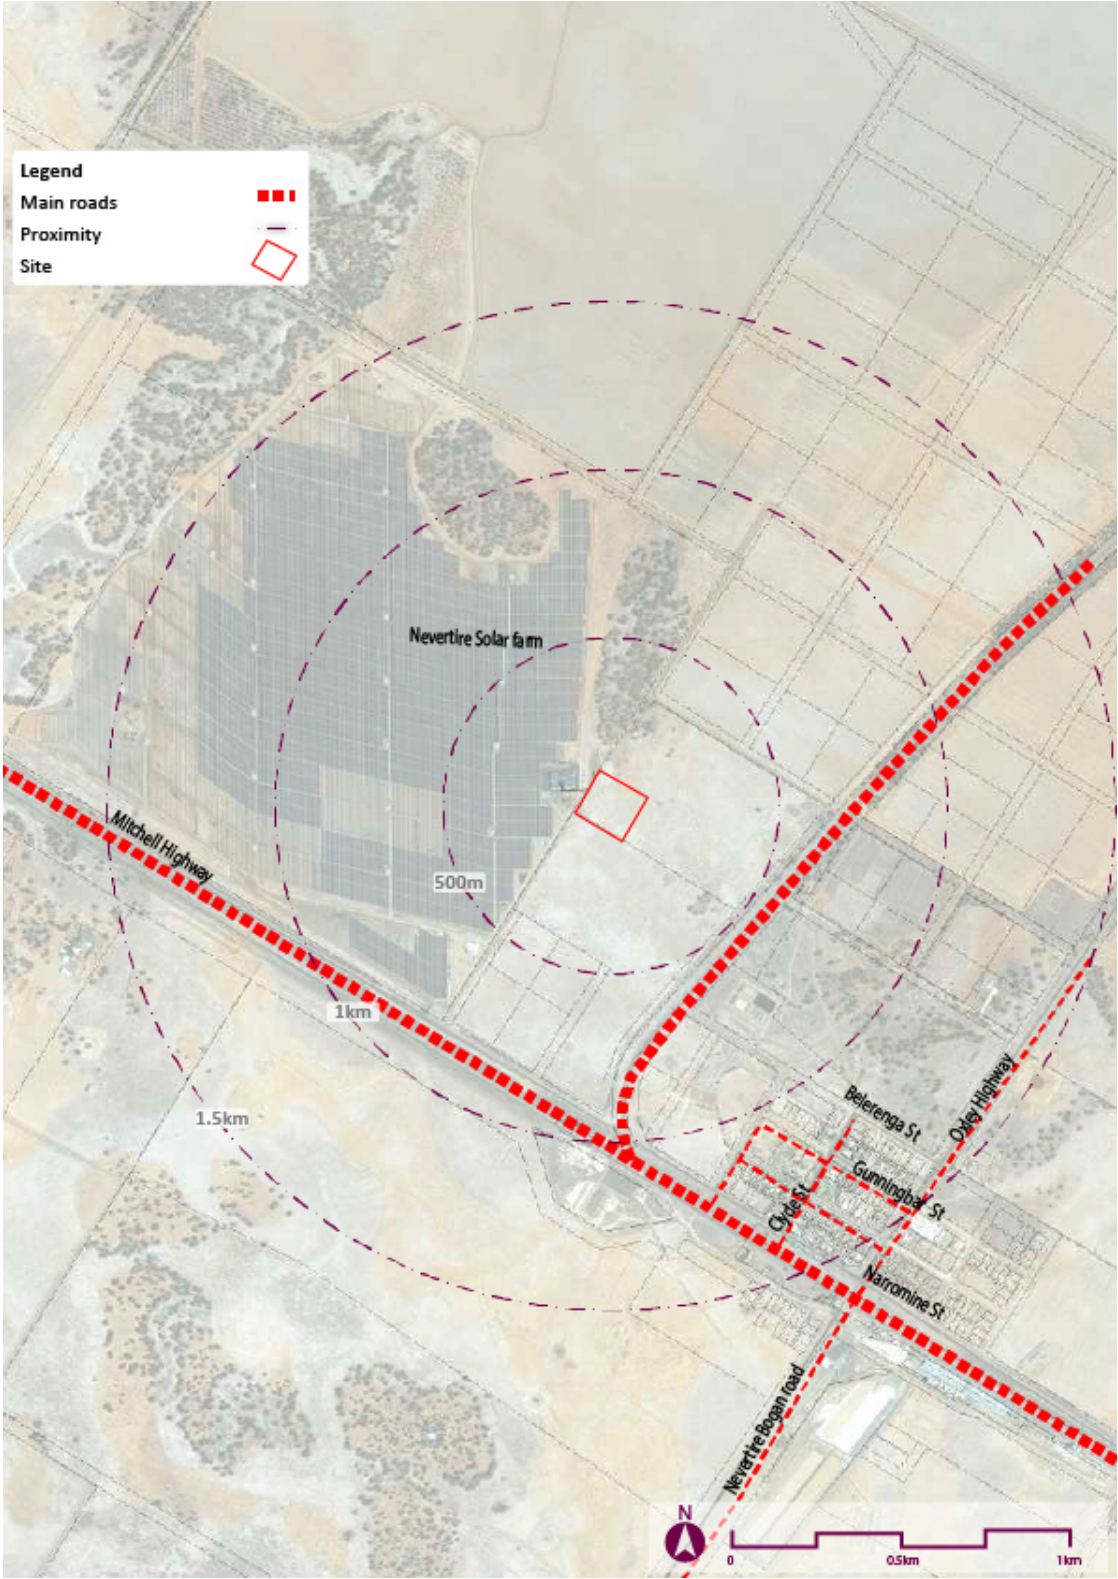 Legend
Main roads
Proximity
Site
Nevertire Solar farm
Mitchell Highway
500m
1km
1.5km
Belerenga St
Oxley Highway
Gunningbar St
Clyde St
Narromine St
Nevertire Bogan road
N
0
0.5km
1km